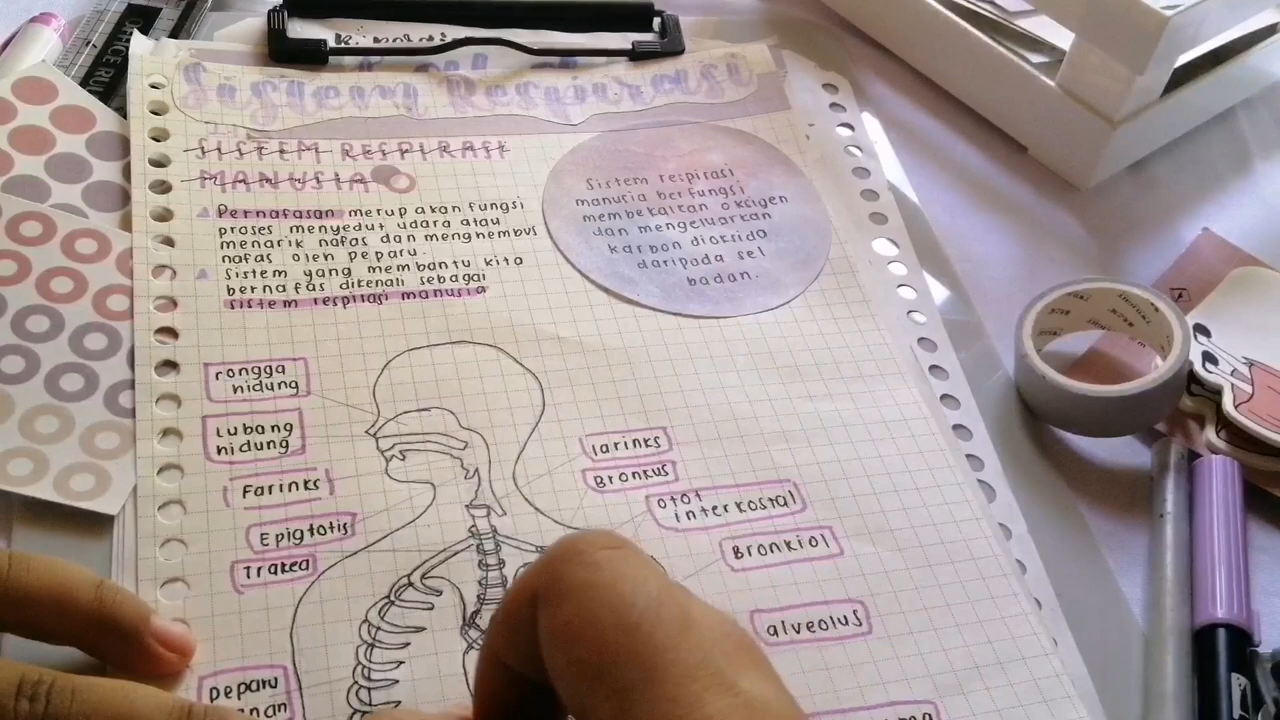 Sistem Respirasi
SISTEM RESPIRASI
MANUSIA
Pernafasan merupakan fungsi
proses menyedut udara atau
menarik nafas dan menghembus
nafas oleh peparu.
Sistem yang membantu kita
bernafas dikenali sebagai
sistem respirasi manusia
Sistem respirasi
manusia berfungsi
membekalkan oksigen
dan mengeluarkan
karbon dioksida
daripada sel
badan.
rongga
hidung
Lubang
hidung
Farinks
Epiglotis
Trakea
peparu
larinks
Bronkus
otot
interkostal
Bronkiol
alveolus
OFFICE RU